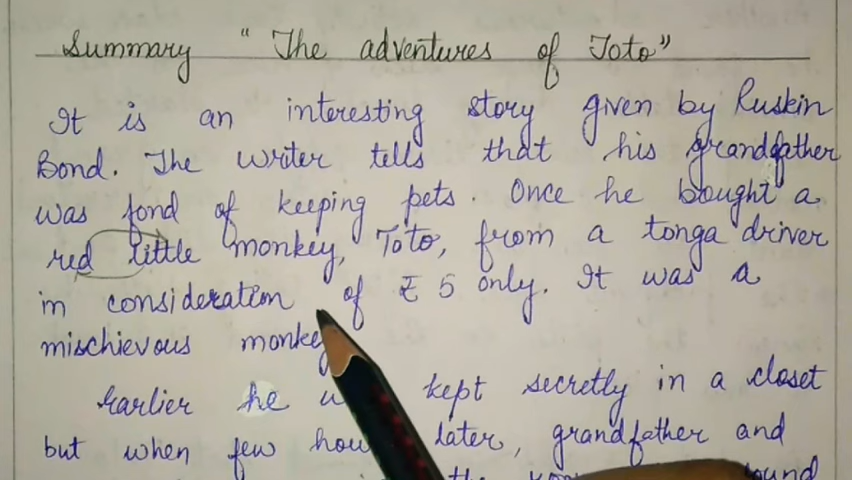 Summary "The adventures of Toto"
It is an interesting story given by Ruskin
Bond. The writer tells that his grandfather
was fond of keeping pets. Once he bought a
red little monkey, Toto, from a tonga driver
in consideration of ₹ 5 only. It was a
mischievous monkey
Earlier he kept secretly in a closet
but when few later, grandfather and
the